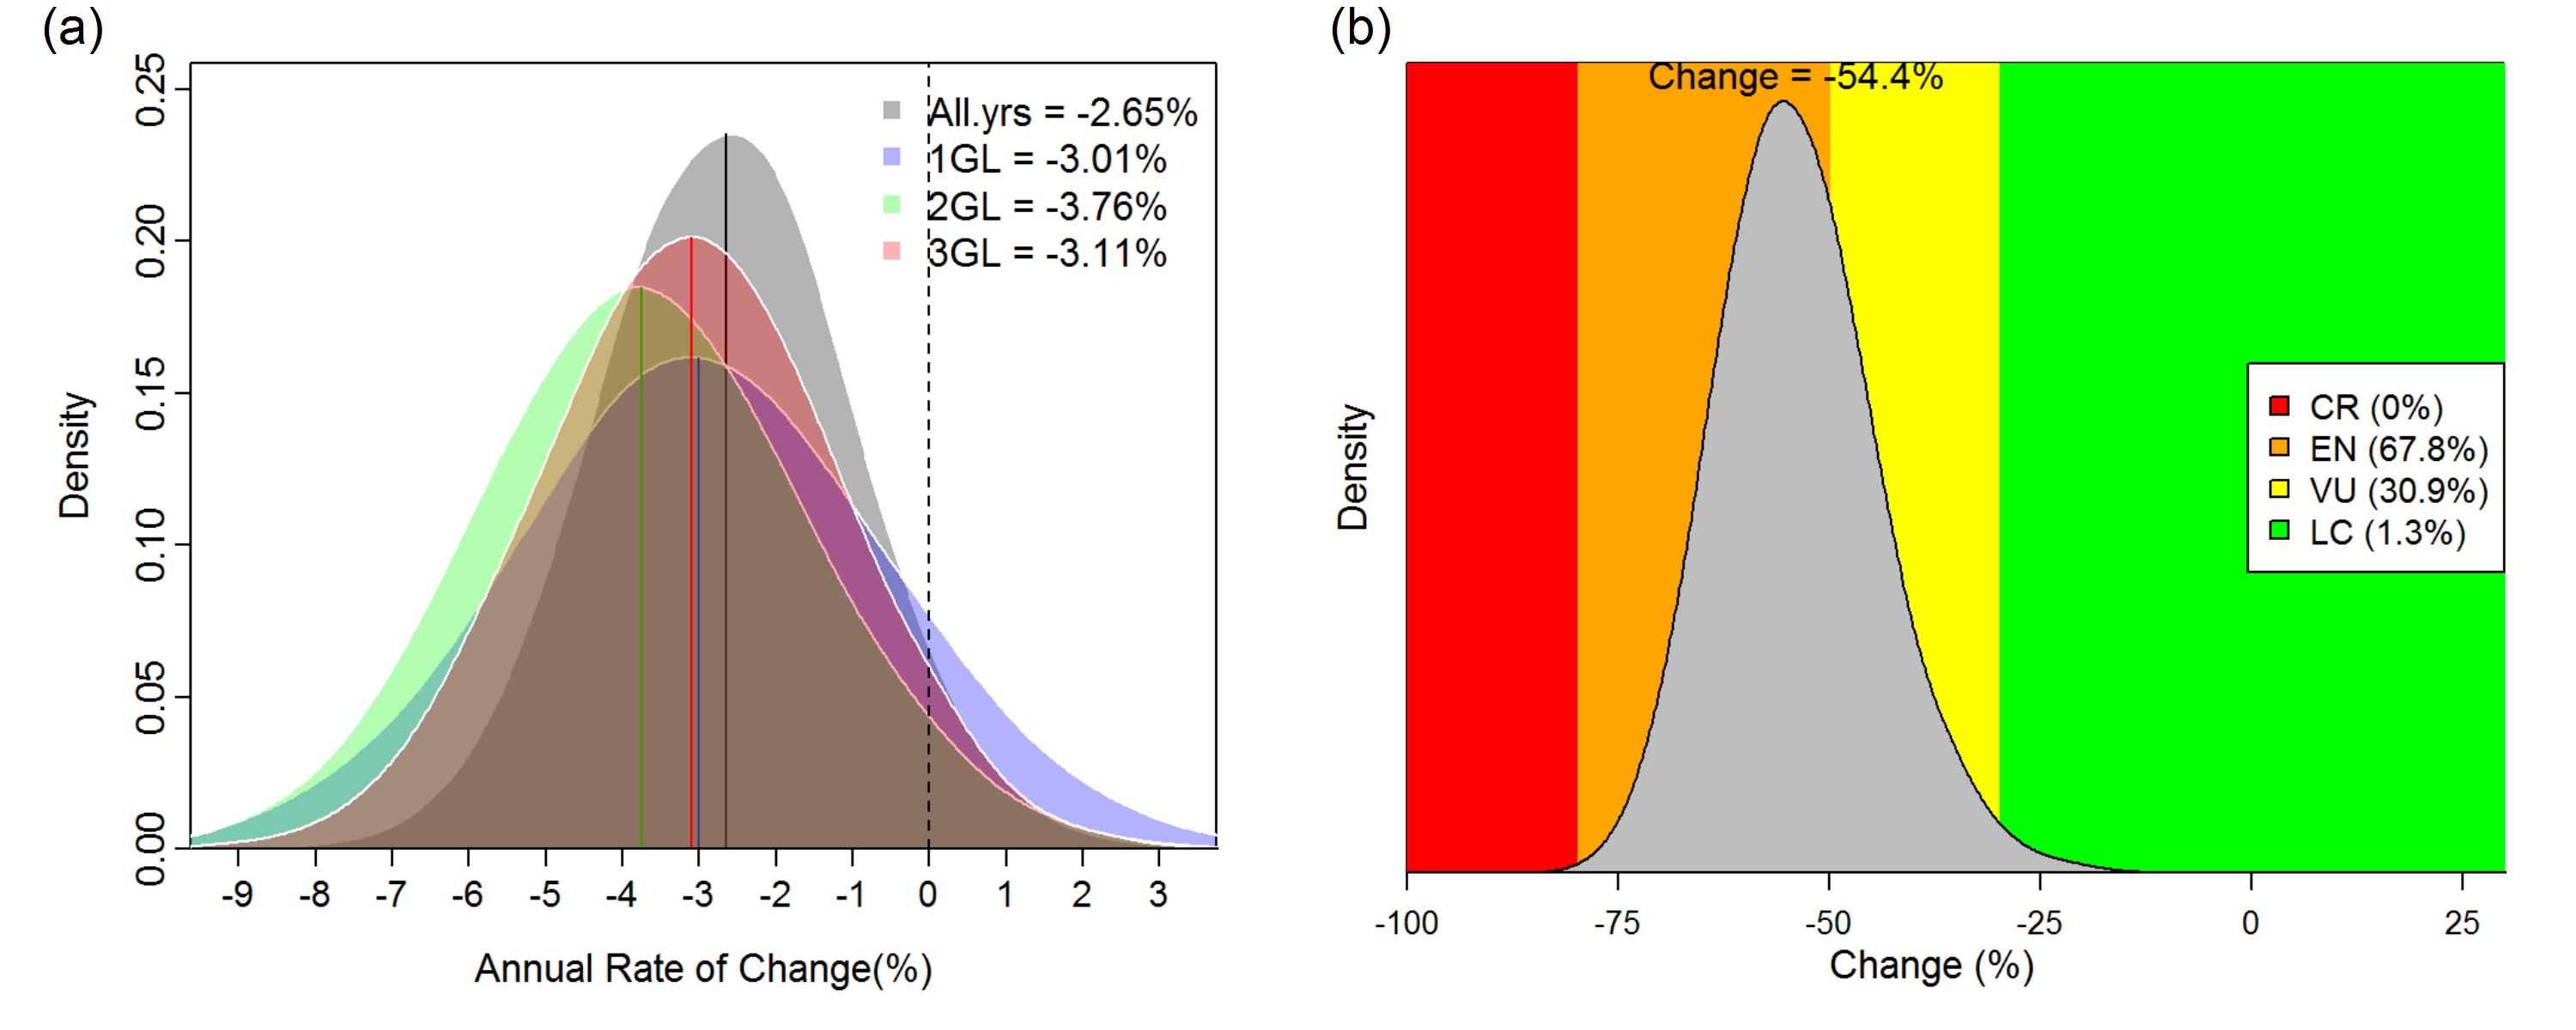 (a)
All.yrs = -2.65%
1GL = -3.01%
2GL = -3.76%
3GL = -3.11%
Density
0.25
0.20
0.15
0.10
0.05
0.00
-9 -8 -7 -6 -5 -4 -3 -2 -1 0 1 2 3
Annual Rate of Change(%)
(b)
Change = -54.4%
Density
CR (0%)
EN (67.8%)
VU (30.9%)
LC (1.3%)
-100 -75 -50 -25 0 25
Change (%)